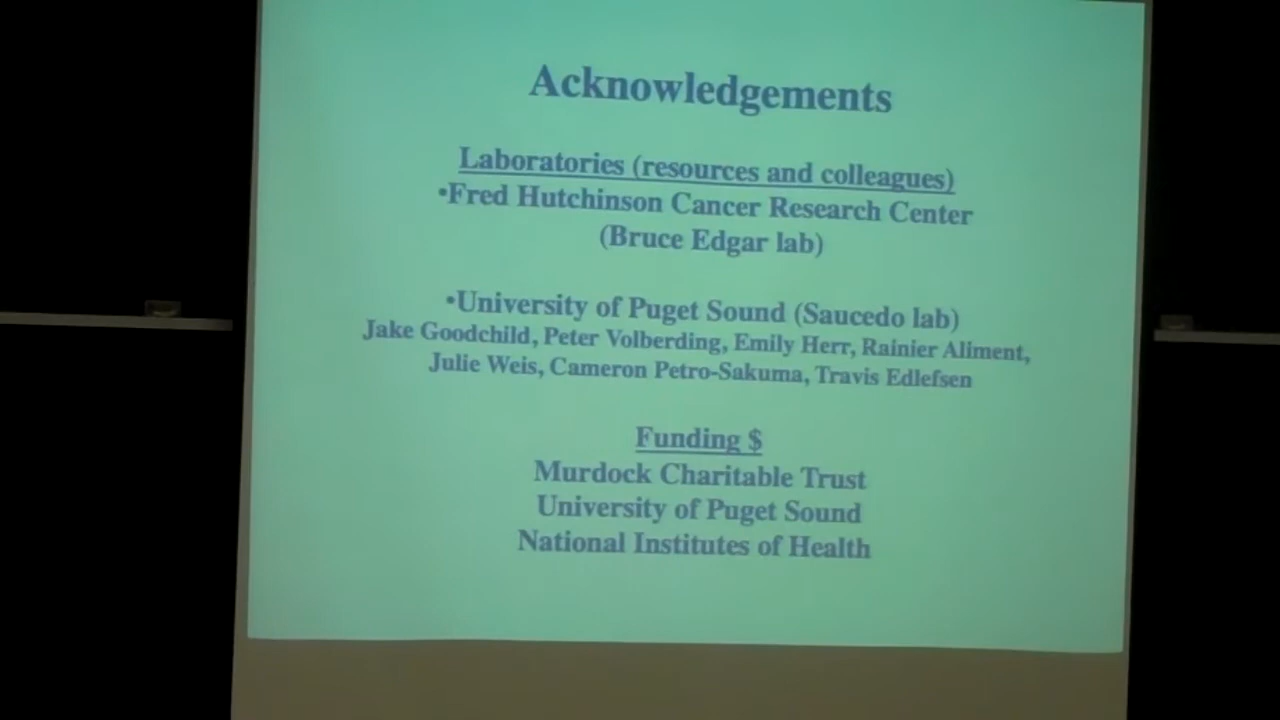 Acknowledgements
Laboratories (resources and colleagues)
•Fred Hutchinson Cancer Research Center
(Bruce Edgar lab)
•University of Puget Sound (Saucedo lab)
Jake Goodchild, Peter Volberding, Emily Herr, Rainier Aliment,
Julie Weis, Cameron Petro-Sakuma, Travis Edlefsen
Funding $
Murdock Charitable Trust
University of Puget Sound
National Institutes of Health